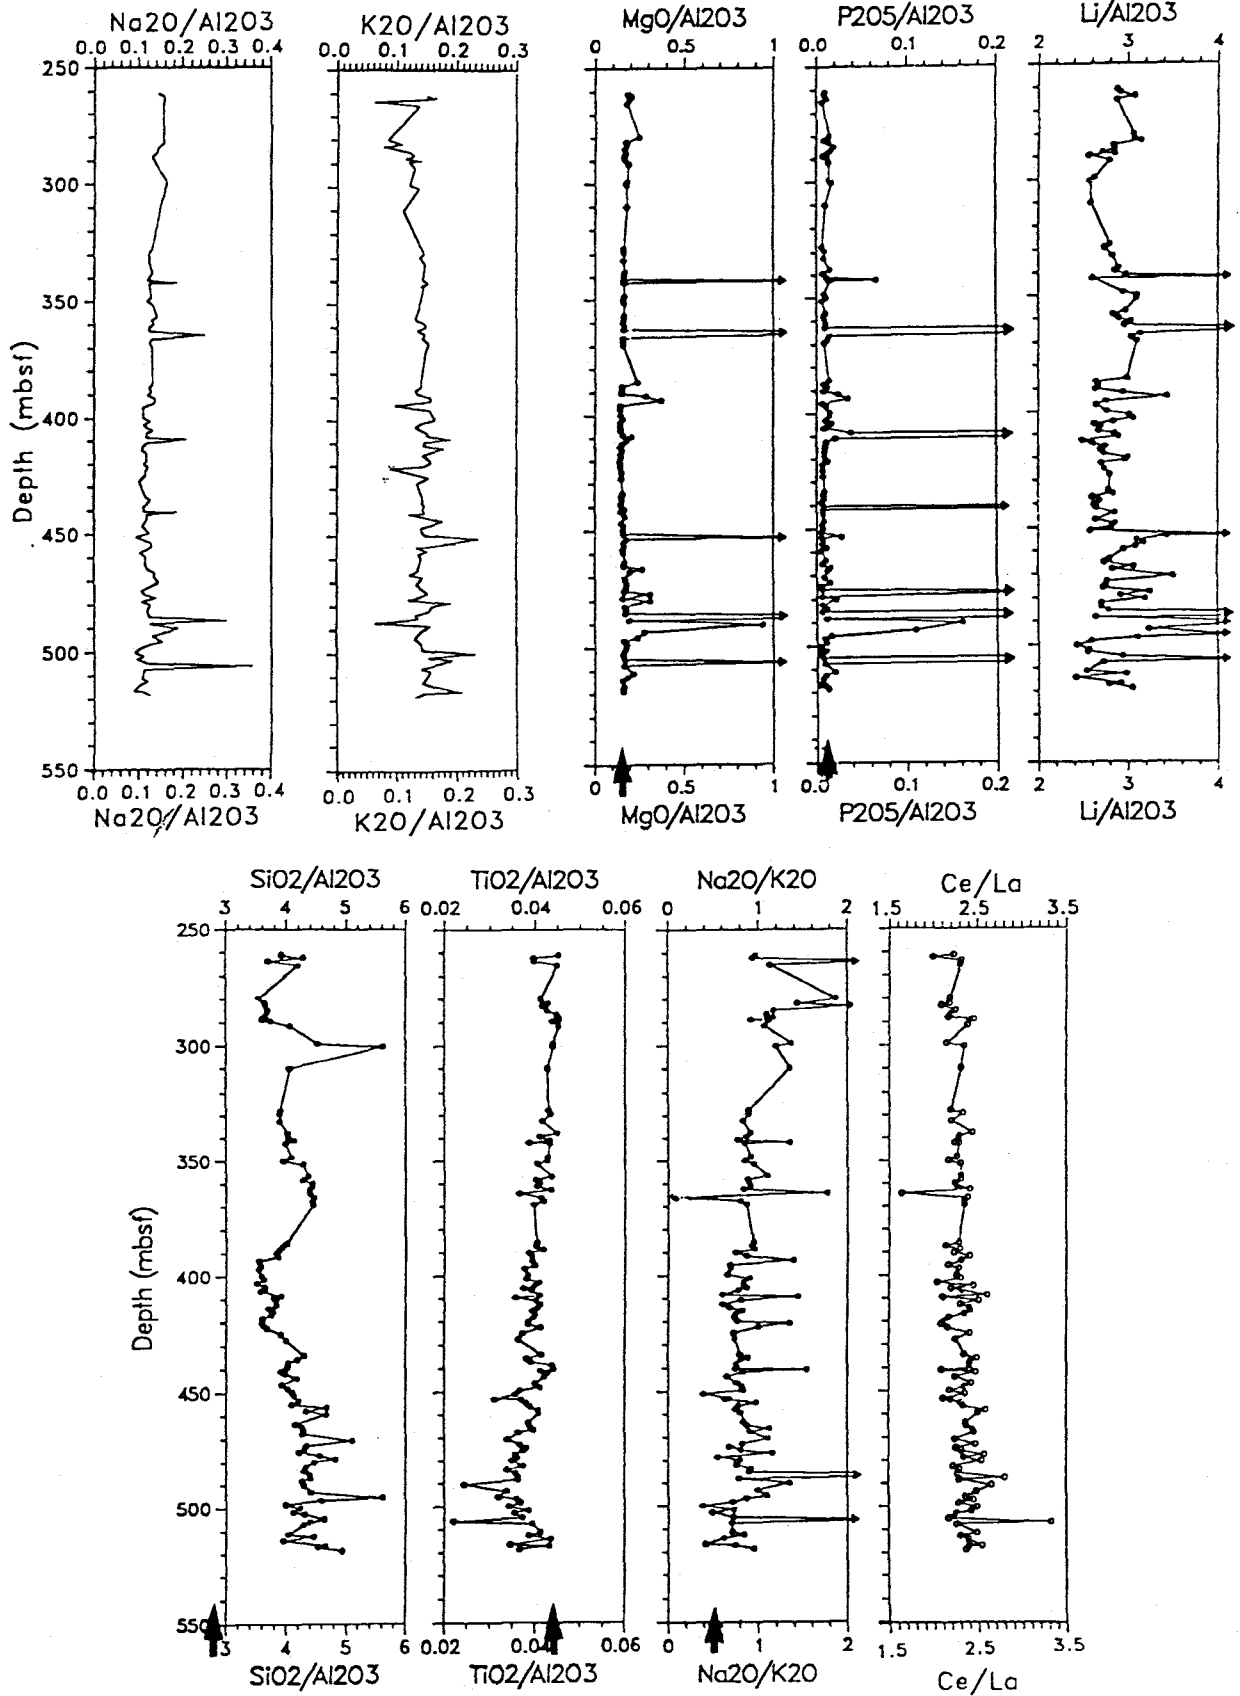 Na2O/Al2O3 K2O/Al2O3 MgO/Al2O3 P2O5/Al2O3 Li/Al2O3
0.0 0.1 0.2 0.3 0.4 0.0 0.1 0.2 0.3 0 0.5 1 0.0 0.1 0.2 2 3 4
250
300
350
400
450
500
550
Depth (mbsf)
0.0 0.1 0.2 0.3 0.4 0.0 0.1 0.2 0.3 0 0.5 1 0.0 0.1 0.2 2 3 4
Na2O/Al2O3 K2O/Al2O3 MgO/Al2O3 P2O5/Al2O3 Li/Al2O3
SiO2/Al2O3 TiO2/Al2O3 Na2O/K2O Ce/La
3 4 5 6 0.02 0.04 0.06 0 1 2 1.5 2.5 3.5
250
300
350
400
450
500
550
Depth (mbsf)
3 4 5 6 0.02 0.04 0.06 0 1 2 1.5 2.5 3.5
SiO2/Al2O3 TiO2/Al2O3 Na2O/K2O Ce/La